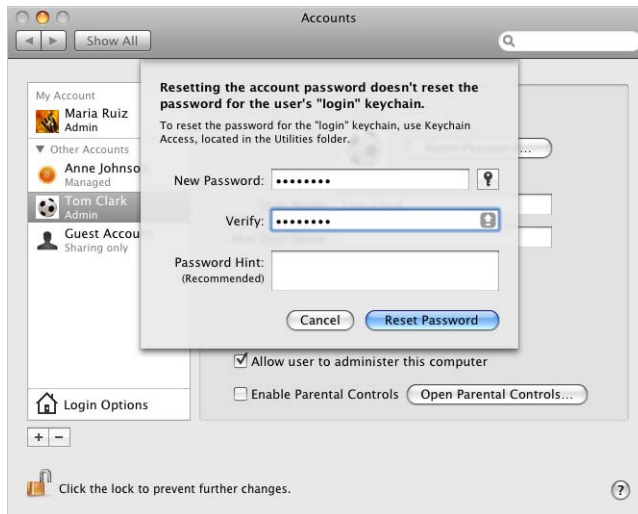 Accounts
Show All
My Account
Maria Ruiz
Admin
Other Accounts
Anne Johnso
Managed
Tom Clark
Admin
Guest Accou
Sharing only
Login Options
Resetting the account password doesn't reset the
password for the user's "login" keychain.
To reset the password for the "login" keychain, use Keychain
Access, located in the Utilities folder.
New Password: ••••••••
Verify: ••••••••
Password Hint:
(Recommended)
Cancel
Reset Password
Allow user to administer this computer
Enable Parental Controls
Open Parental Controls...
+ −
Click the lock to prevent further changes.
?